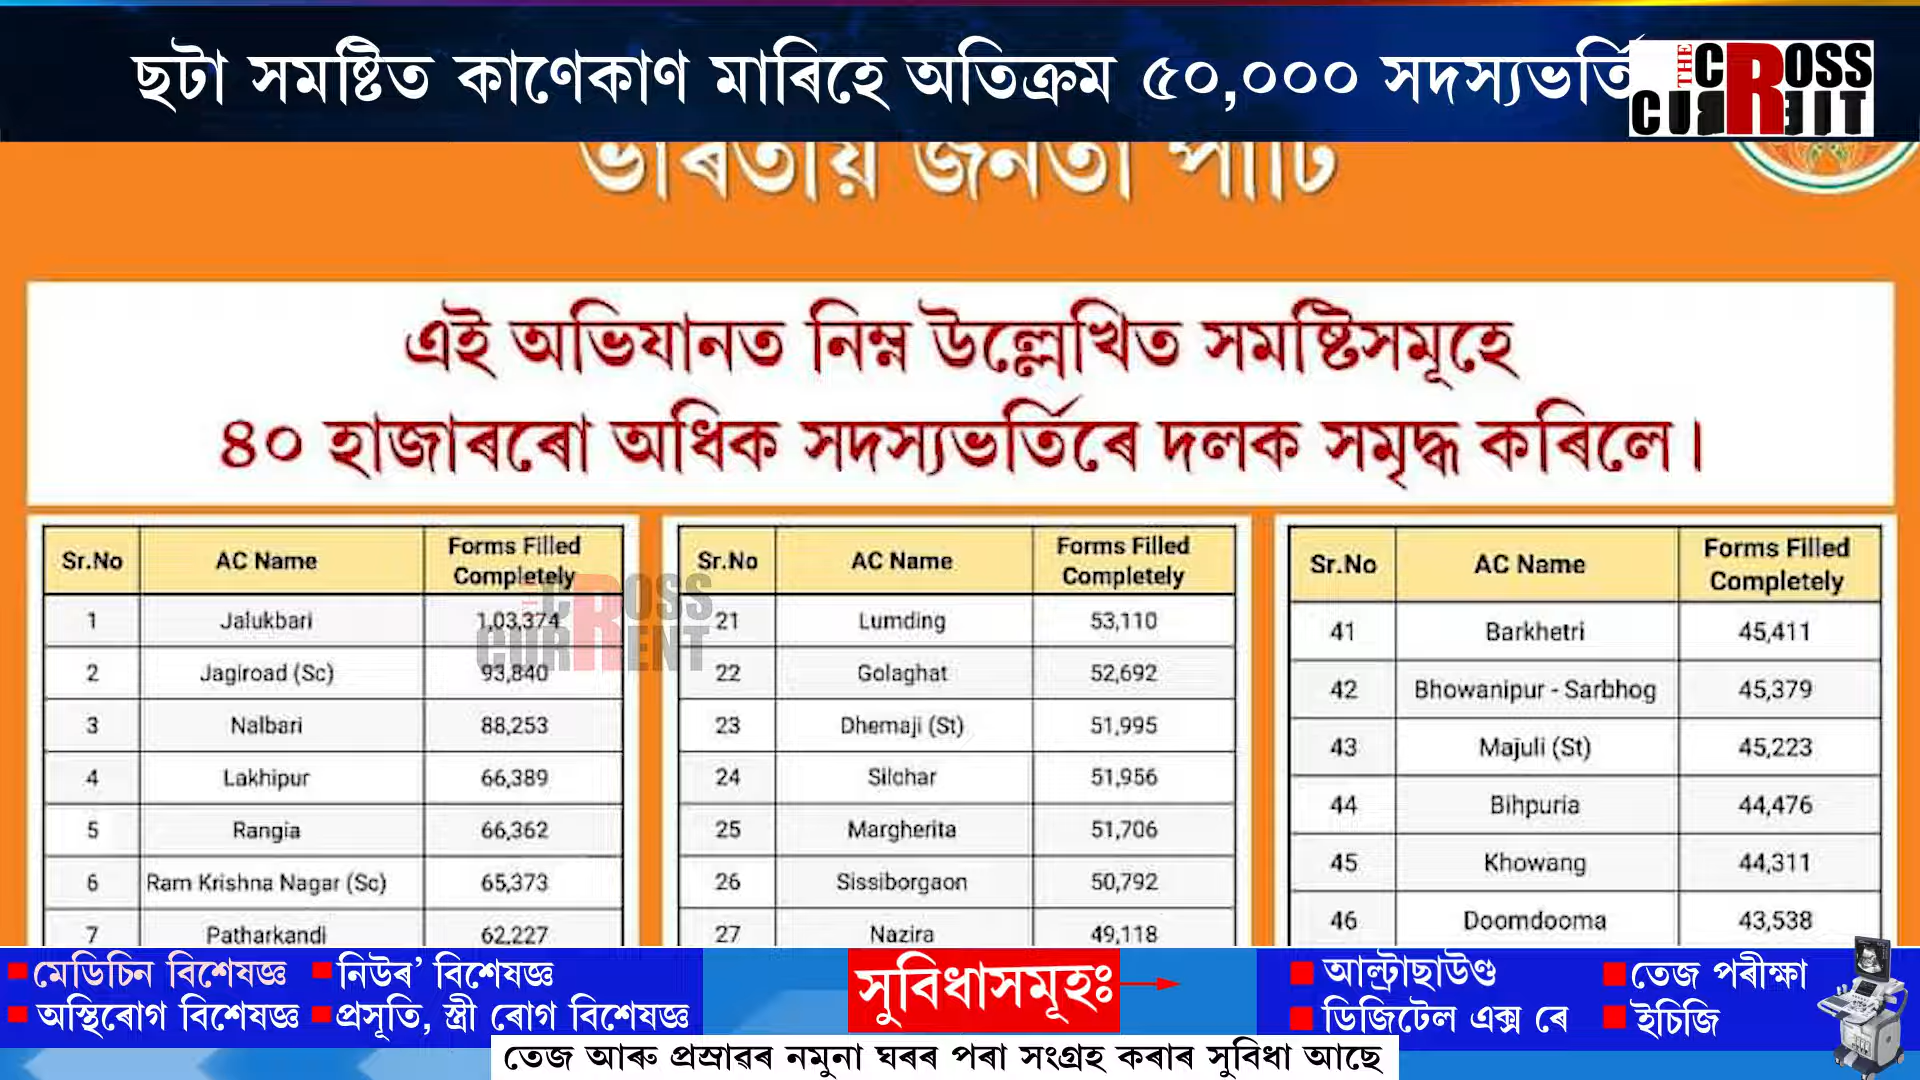 ছটা সমষ্টিত কাণেকাণ মাৰিহে অতিক্ৰম ৫০,০০০ সদস্যভৰ্তি
THE CROSS
CURRENT
ভাৰতীয় জনতা পাৰ্টি
এই অভিযানত নিম্ন উল্লেখিত সমষ্টিসমূহে
৪০ হাজাৰৰো অধিক সদস্যভৰ্তিৰে দলক সমৃদ্ধ কৰিলে।
Sr.No AC Name Forms Filled Completely
1 Jalukbari 1,03,374
2 Jagiroad (Sc) 93,840
3 Nalbari 88,253
4 Lakhipur 66,389
5 Rangia 66,362
6 Ram Krishna Nagar (Sc) 65,373
7 Patharkandi 62,227
Sr.No AC Name Forms Filled Completely
21 Lumding 53,110
22 Golaghat 52,692
23 Dhemaji (St) 51,995
24 Silchar 51,956
25 Margherita 51,706
26 Sissiborgaon 50,792
27 Nazira 49,118
Sr.No AC Name Forms Filled Completely
41 Barkhetri 45,411
42 Bhowanipur - Sarbhog 45,379
43 Majuli (St) 45,223
44 Bihpuria 44,476
45 Khowang 44,311
46 Doomdooma 43,538
THE CROSS
CURRENT
মেডিচিন বিশেষজ্ঞ নিউৰ' বিশেষজ্ঞ
অস্থিৰোগ বিশেষজ্ঞ প্ৰসূতি, স্ত্ৰী ৰোগ বিশেষজ্ঞ
সুবিধাসমূহঃ
আল্ট্ৰাছাউণ্ড তেজ পৰীক্ষা
ডিজিটেল এক্স ৰে ইচিজি
তেজ আৰু প্ৰস্ৰাৱৰ নমুনা ঘৰৰ পৰা সংগ্ৰহ কৰাৰ সুবিধা আছে